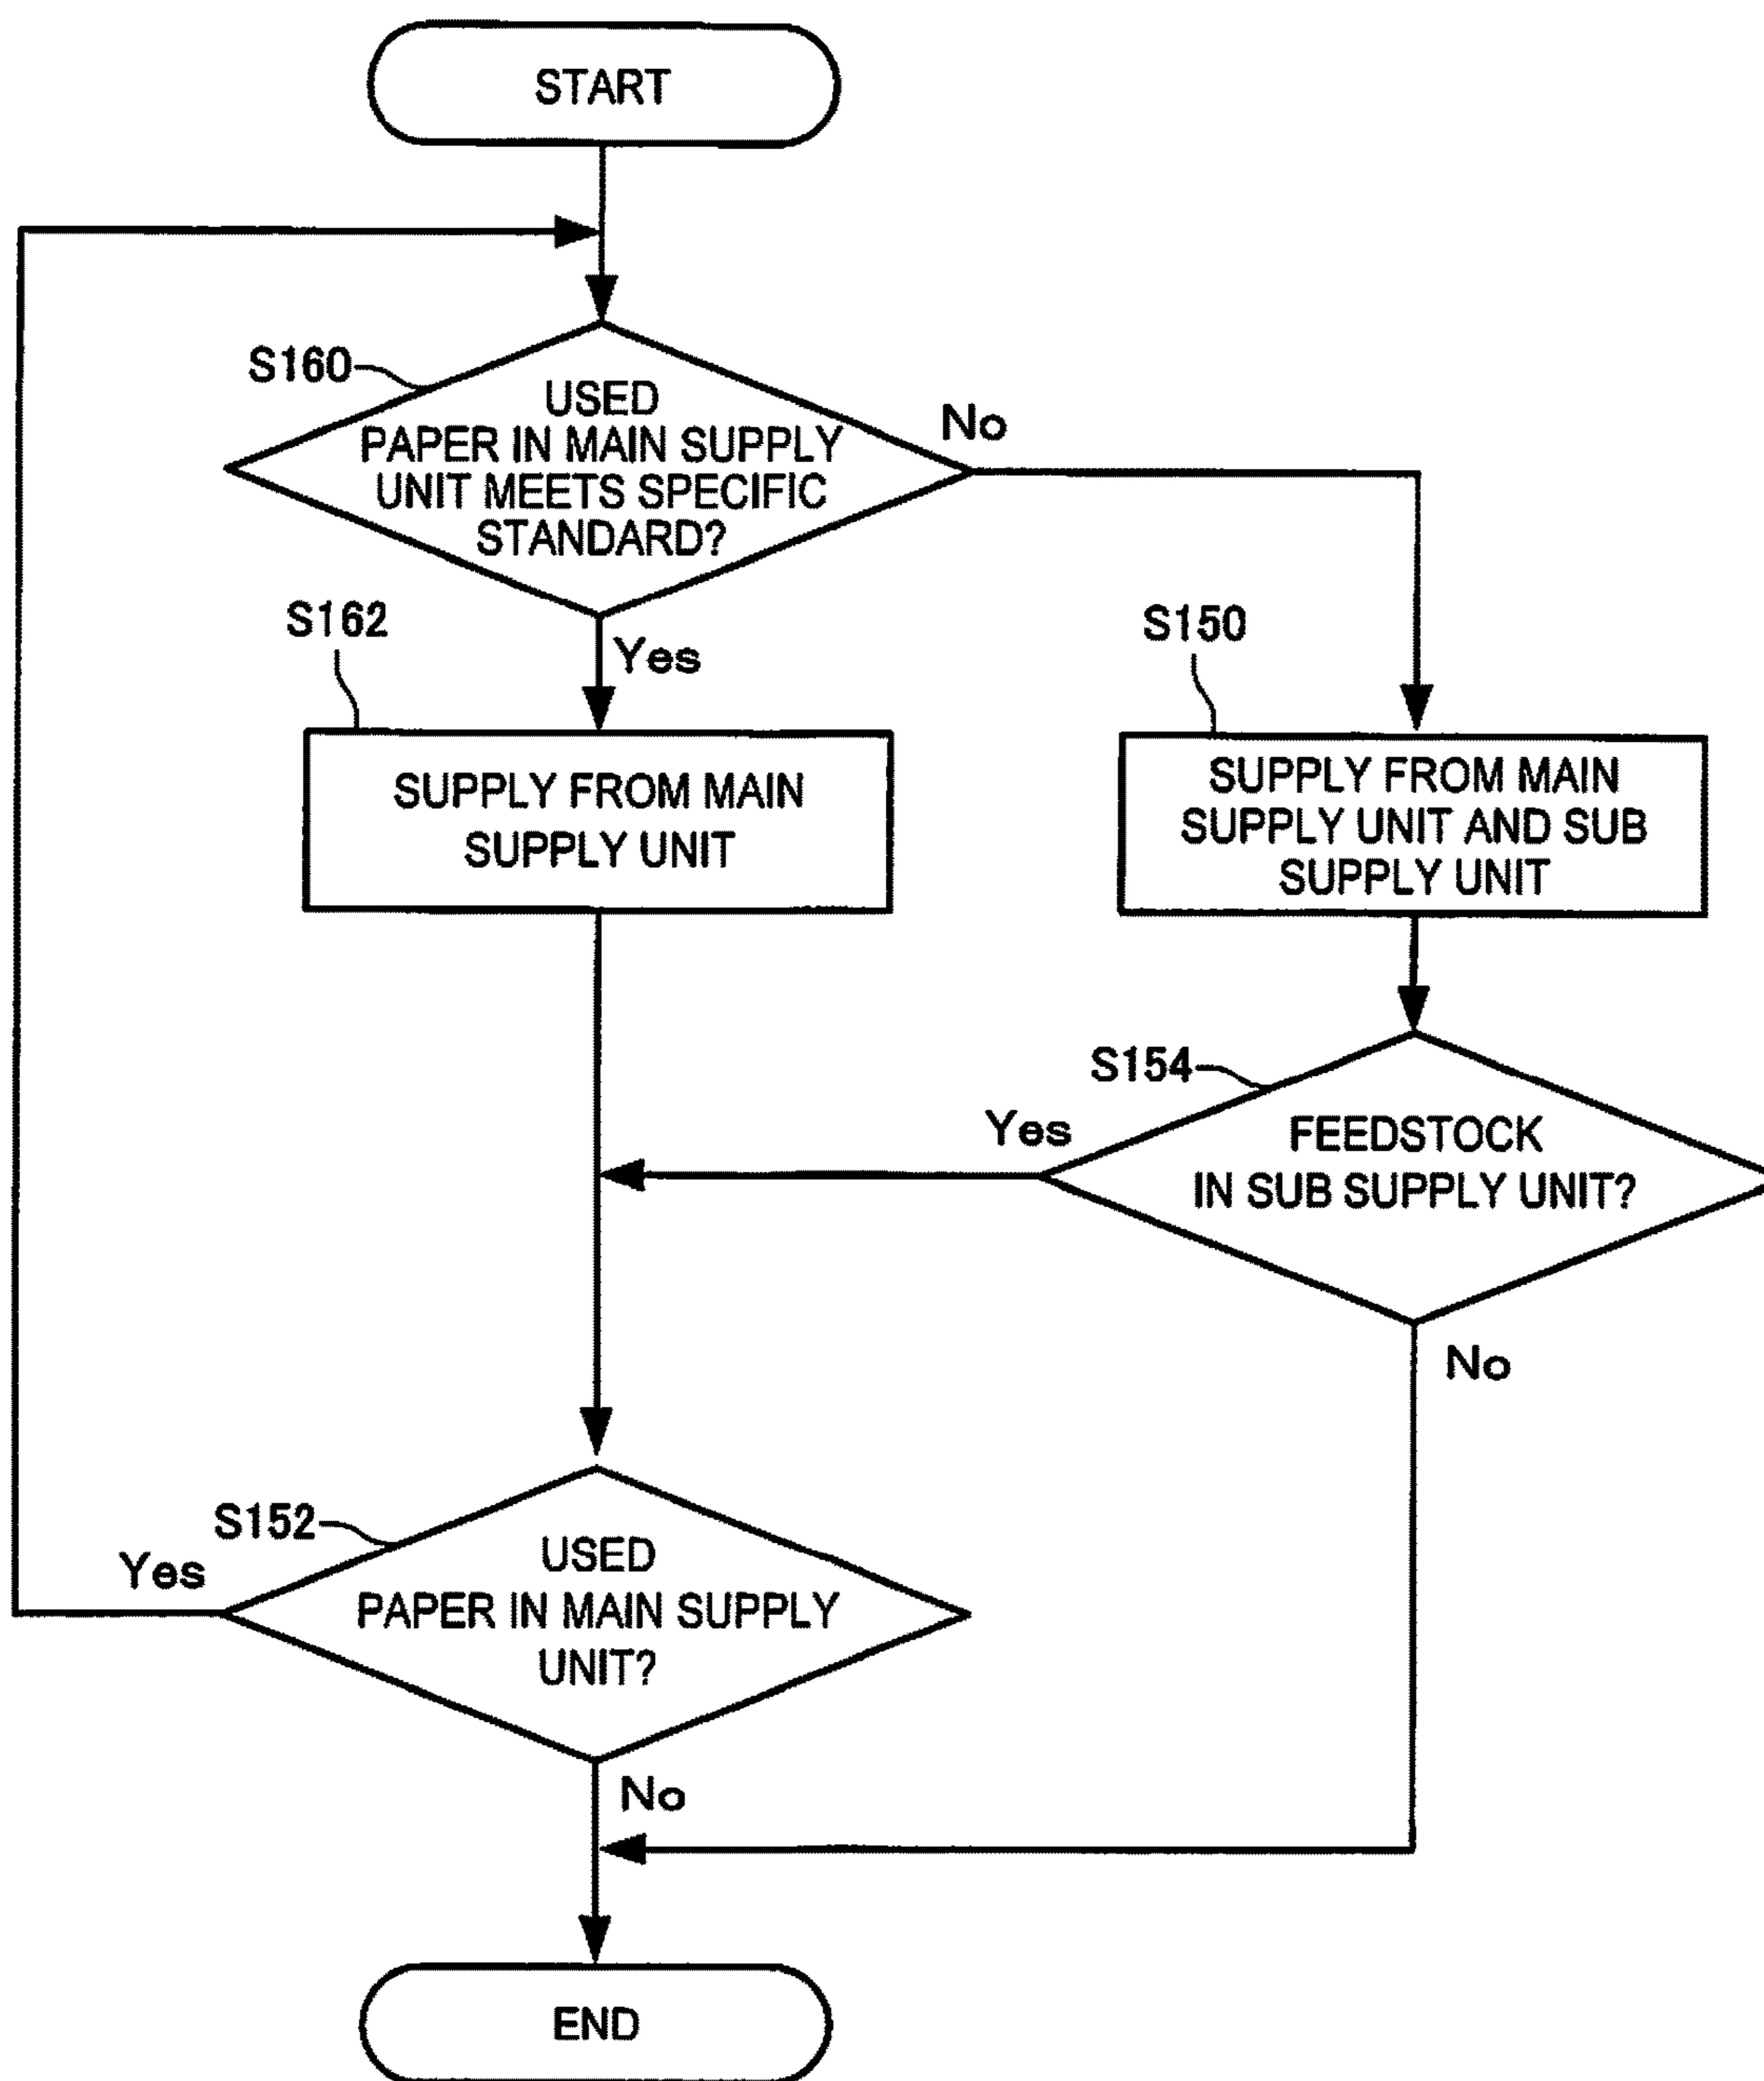 START
S160
USED
PAPER IN MAIN SUPPLY
UNIT MEETS SPECIFIC
STANDARD?
No
Yes
S162
SUPPLY FROM MAIN
SUPPLY UNIT
S150
SUPPLY FROM MAIN
SUPPLY UNIT AND SUB
SUPPLY UNIT
S154
FEEDSTOCK
IN SUB SUPPLY UNIT?
Yes
No
S152
USED
PAPER IN MAIN SUPPLY
UNIT?
Yes
No
END